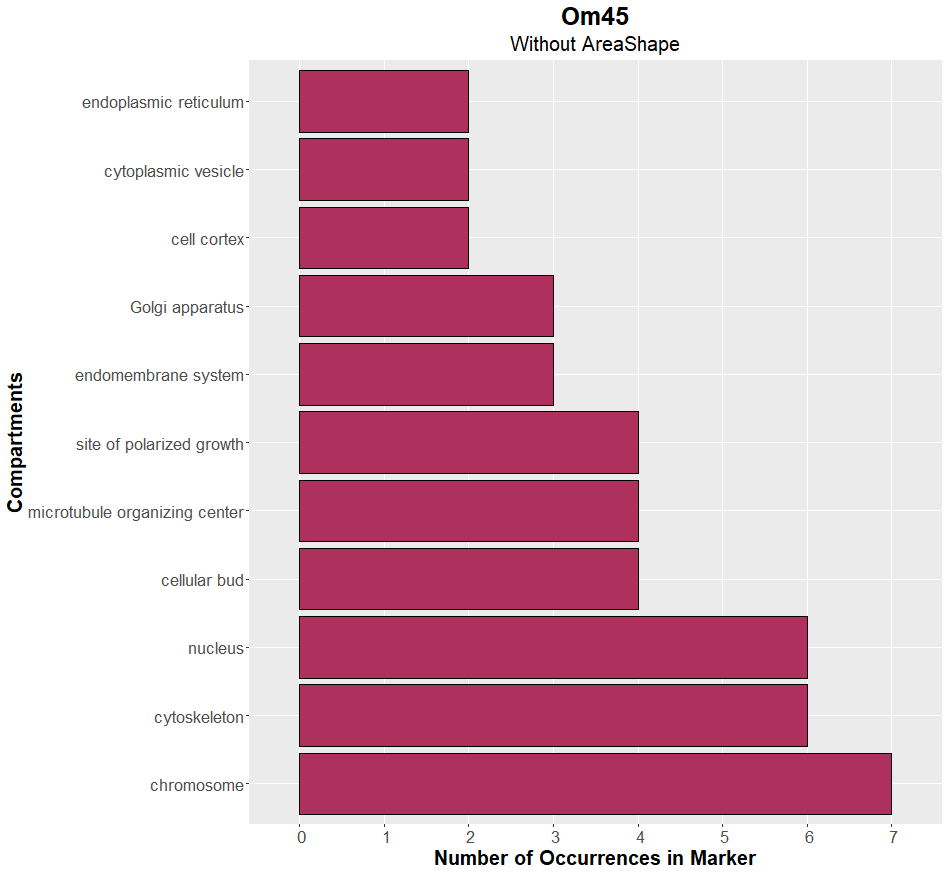 Om45
Without AreaShape
endoplasmic reticulum
cytoplasmic vesicle
cell cortex
Golgi apparatus
endomembrane system
site of polarized growth
microtubule organizing center
cellular bud
nucleus
cytoskeleton
chromosome
Compartments
0 1 2 3 4 5 6 7
Number of Occurrences in Marker